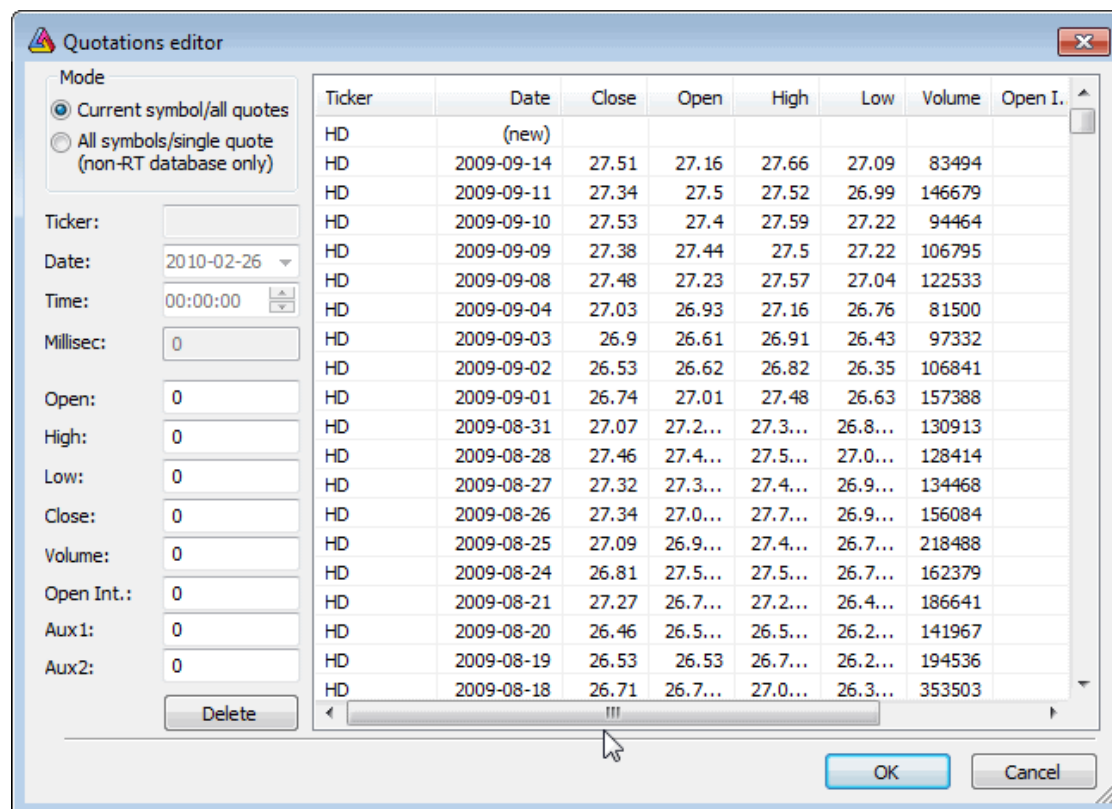 Quotations editor
Mode
Current symbol/all quotes
All symbols/single quote
(non-RT database only)
Ticker:
Date: 2010-02-26
Time: 00:00:00
Millisec: 0
Open: 0
High: 0
Low: 0
Close: 0
Volume: 0
Open Int.: 0
Aux1: 0
Aux2: 0
Delete
Ticker Date Close Open High Low Volume Open I..
HD (new)
HD 2009-09-14 27.51 27.16 27.66 27.09 83494
HD 2009-09-11 27.34 27.5 27.52 26.99 146679
HD 2009-09-10 27.53 27.4 27.59 27.22 94464
HD 2009-09-09 27.38 27.44 27.5 27.22 106795
HD 2009-09-08 27.48 27.23 27.57 27.04 122533
HD 2009-09-04 27.03 26.93 27.16 26.76 81500
HD 2009-09-03 26.9 26.61 26.91 26.43 97332
HD 2009-09-02 26.53 26.62 26.82 26.35 106841
HD 2009-09-01 26.74 27.01 27.48 26.63 157388
HD 2009-08-31 27.07 27.2... 27.3... 26.8... 130913
HD 2009-08-28 27.46 27.4... 27.5... 27.0... 128414
HD 2009-08-27 27.32 27.3... 27.4... 26.9... 134468
HD 2009-08-26 27.34 27.0... 27.7... 26.9... 156084
HD 2009-08-25 27.09 26.9... 27.4... 26.7... 218488
HD 2009-08-24 26.81 27.5... 27.5... 26.7... 162379
HD 2009-08-21 27.27 26.7... 27.2... 26.4... 186641
HD 2009-08-20 26.46 26.5... 26.5... 26.2... 141967
HD 2009-08-19 26.53 26.53 26.7... 26.2... 194536
HD 2009-08-18 26.71 26.7... 27.0... 26.3... 353503
OK Cancel